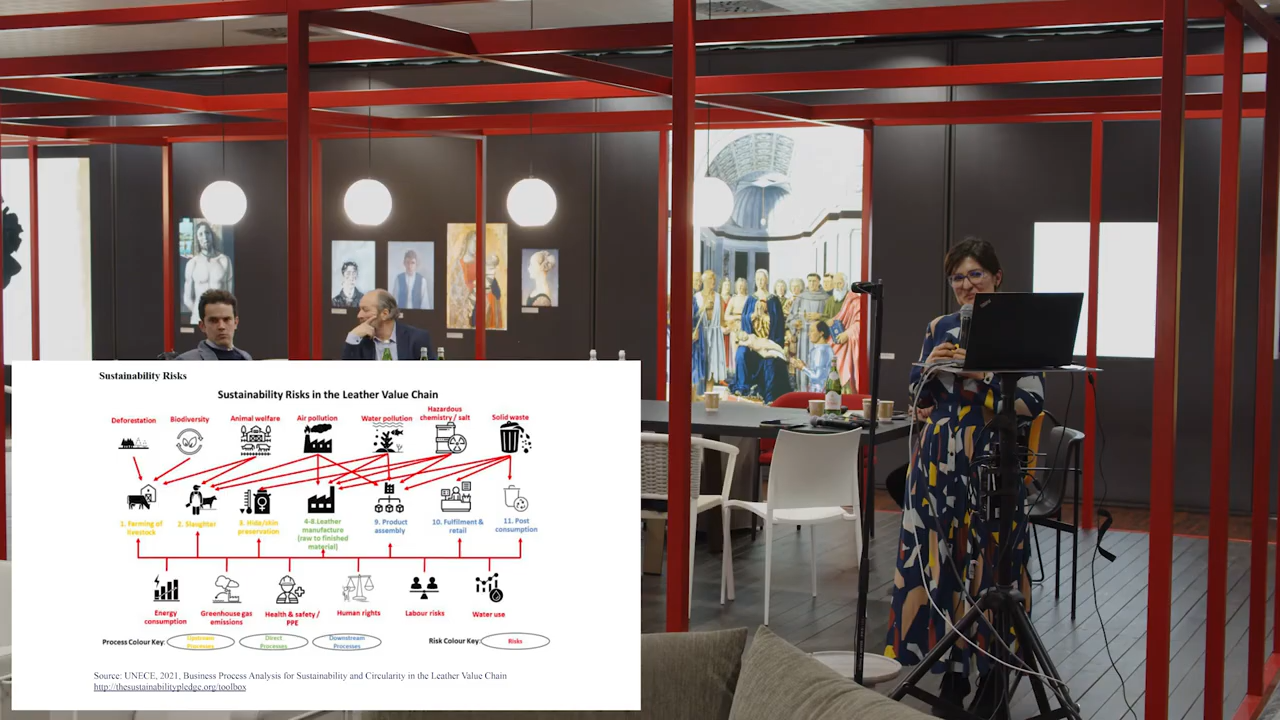 Sustainability Risks
Sustainability Risks in the Leather Value Chain
Deforestation
Biodiversity
Animal welfare
Air pollution
Water pollution
Hazardous
chemistry / salt
Solid waste
1. Farming of
livestock
2. Slaughter
3. Hide/skin
preservation
4-8.Leather
manufacture
(raw to finished
material)
9. Product
assembly
10. Fulfilment &
retail
11. Post
consumption
Energy
consumption
Greenhouse gas
emissions
Health & safety /
PPE
Human rights
Labour risks
Water use
Process Colour Key:
Upstream
Processes
Direct
Processes
Downstream
Processes
Risk Colour Key:
Risks
Source: UNECE, 2021, Business Process Analysis for Sustainability and Circularity in the Leather Value Chain
http://thesustainabilitypledge.org/toolbox